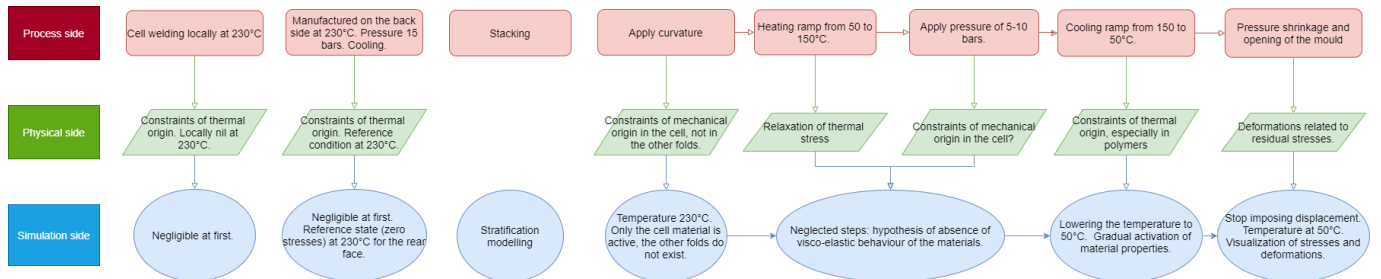 Process side
Cell welding locally at 230°C
Manufactured on the back
side at 230°C. Pressure 15
bars. Cooling.
Stacking
Apply curvature
Heating ramp from 50 to
150°C.
Apply pressure of 5-10
bars.
Cooling ramp from 150 to
50°C.
Pressure shrinkage and
opening of the mould
Physical side
Constraints of thermal
origin. Locally nil at
230°C.
Constraints of thermal
origin. Reference
condition at 230°C.
Constraints of mechanical
origin in the cell, not in
the other folds.
Relaxation of thermal
stress
Constraints of mechanical
origin in the cell?
Constraints of thermal
origin, especially in
polymers
Deformations related to
residual stresses.
Simulation side
Negligible at first.
Negligible at first.
Reference state (zero
stresses) at 230°C for the rear
face.
Stratification
modelling
Temperature 230°C.
Only the cell material is
active, the other folds do
not exist.
Neglected steps: hypothesis of absence of
visco-elastic behaviour of the materials.
Lowering the temperature to
50°C. Gradual activation of
material properties.
Stop imposing displacement.
Temperature at 50°C.
Visualization of stresses and
deformations.